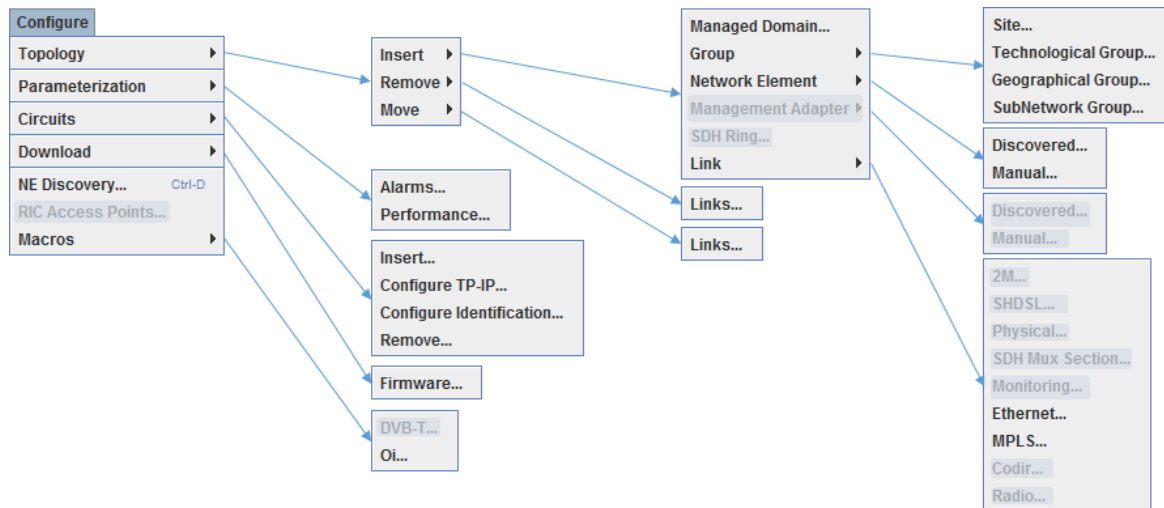 Configure
Topology
Parameterization
Circuits
Download
NE Discovery... Ctrl-D
RIC Access Points...
Macros
Insert
Remove
Move
Alarms...
Performance...
Insert...
Configure TP-IP...
Configure Identification...
Remove...
Firmware...
DVB-T...
Oi...
Managed Domain...
Group
Network Element
Management Adapter
SDH Ring...
Link
Links...
Links...
Site...
Technological Group...
Geographical Group...
SubNetwork Group...
Discovered...
Manual...
Discovered...
Manual...
2M...
SHDSL...
Physical...
SDH Mux Section...
Monitoring...
Ethernet...
MPLS...
Codir...
Radio...